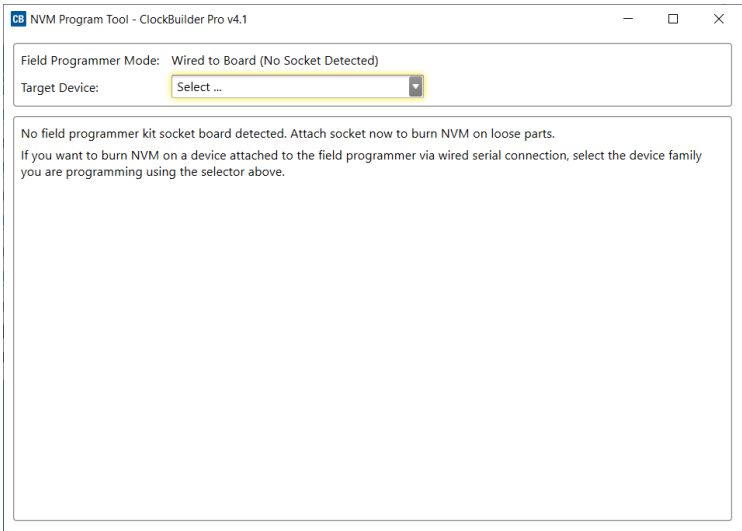 CB NVM Program Tool - ClockBuilder Pro v4.1
Field Programmer Mode: Wired to Board (No Socket Detected)
Target Device: Select ...
No field programmer kit socket board detected. Attach socket now to burn NVM on loose parts.
If you want to burn NVM on a device attached to the field programmer via wired serial connection, select the device family
you are programming using the selector above.